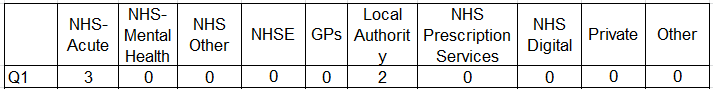 NHS-Acute NHS-Mental Health NHS Other NHSE GPs Local Authority NHS Prescription Services NHS Digital Private Other
Q1 3 0 0 0 0 2 0 0 0 0